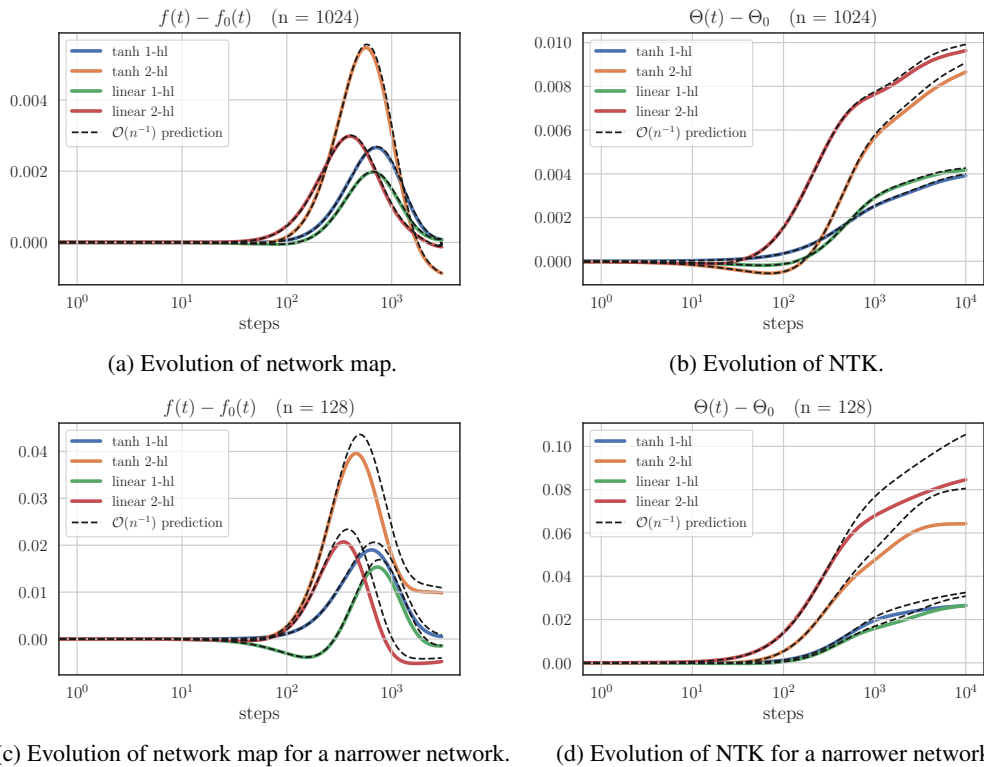 f(t) − f₀(t) (n = 1024)
tanh 1-hl
tanh 2-hl
linear 1-hl
linear 2-hl
𝒪(n⁻¹) prediction
0.004
0.002
0.000
10⁰ 10¹ 10² 10³
steps
(a) Evolution of network map.
Θ(t) − Θ₀ (n = 1024)
tanh 1-hl
tanh 2-hl
linear 1-hl
linear 2-hl
𝒪(n⁻¹) prediction
0.010
0.008
0.006
0.004
0.002
0.000
10⁰ 10¹ 10² 10³ 10⁴
steps
(b) Evolution of NTK.
f(t) − f₀(t) (n = 128)
tanh 1-hl
tanh 2-hl
linear 1-hl
linear 2-hl
𝒪(n⁻¹) prediction
0.04
0.03
0.02
0.01
0.00
10⁰ 10¹ 10² 10³
steps
c) Evolution of network map for a narrower network.
Θ(t) − Θ₀ (n = 128)
tanh 1-hl
tanh 2-hl
linear 1-hl
linear 2-hl
𝒪(n⁻¹) prediction
0.10
0.08
0.06
0.04
0.02
0.00
10⁰ 10¹ 10² 10³ 10⁴
steps
(d) Evolution of NTK for a narrower network